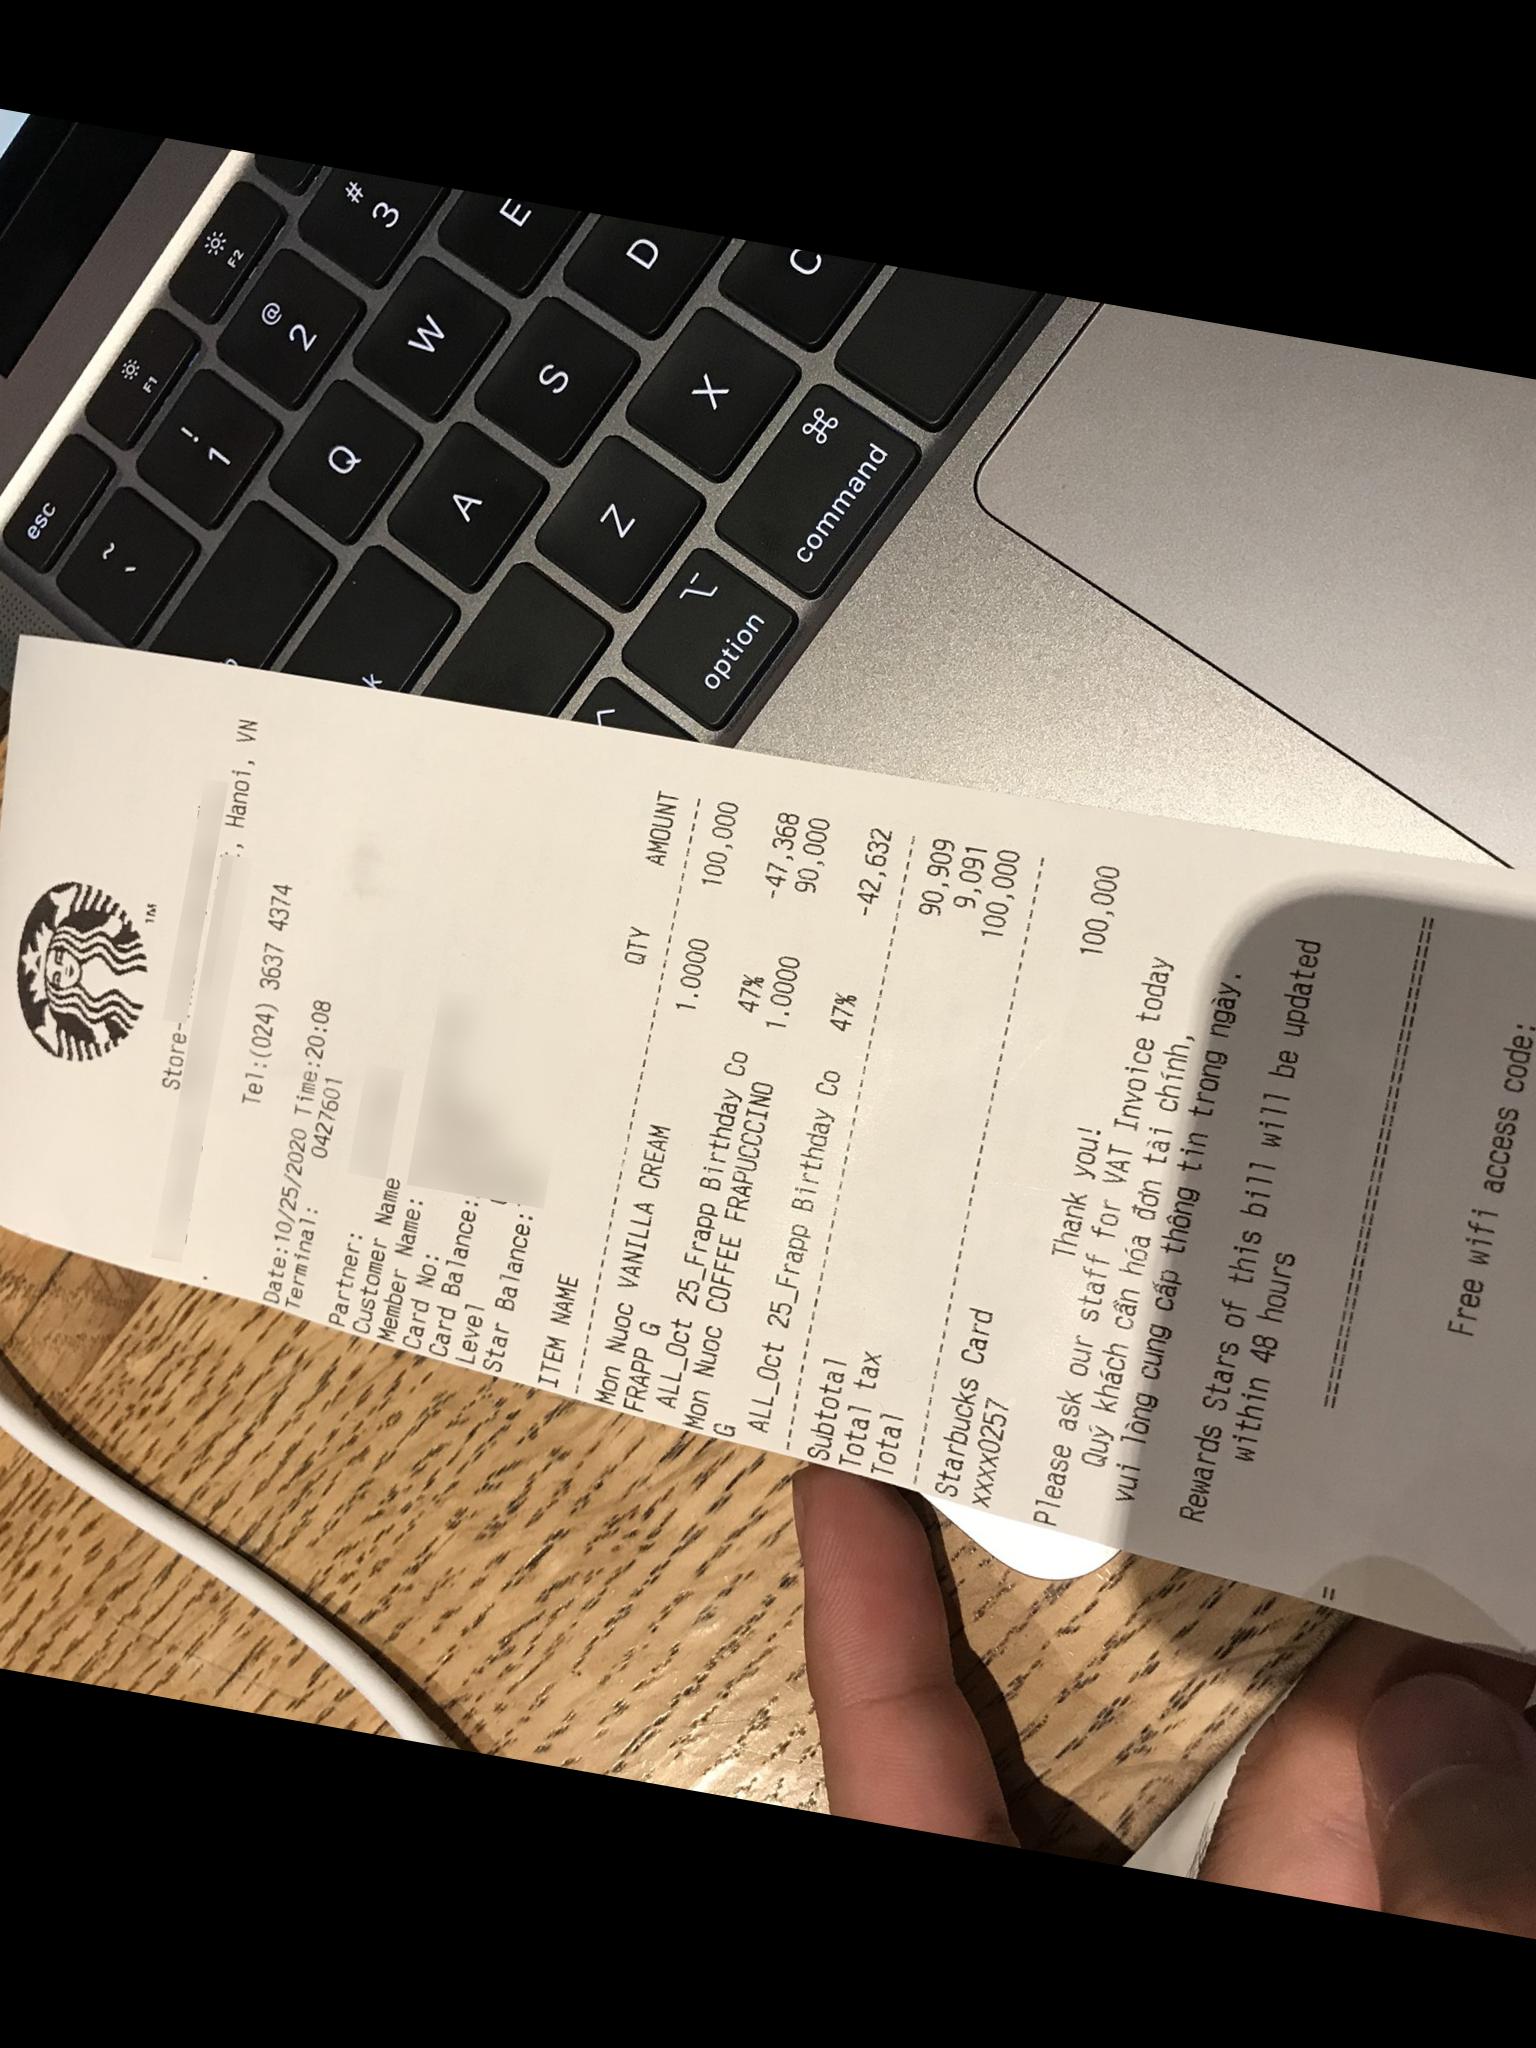 esc
F1
F2
~
`
!
1
@
2
#
3
Q
W
E
A
S
D
Z
X
C
option
command
TM
Store-
, Hanoi, VN
Tel:(024) 3637 4374
Date:10/25/2020 Time:20:08
Terminal: 0427601
Partner:
Customer Name
Member Name:
Card No:
Card Balance:
Level
Star Balance:
ITEM NAME QTY AMOUNT
Mon Nuoc VANILLA CREAM 1.0000 100,000
FRAPP G
ALL_Oct 25_Frapp Birthday Co 47% -47,368
Mon Nuoc COFFEE FRAPUCCCINO 1.0000 90,000
G
ALL_Oct 25_Frapp Birthday Co 47% -42,632
Subtotal 90,909
Total tax 9,091
Total 100,000
Starbucks Card 100,000
XXXX0257
Thank you!
Please ask our staff for VAT Invoice today
Quý khách cần hóa đơn tài chính,
vui lòng cung cấp thông tin trong ngày.
Rewards Stars of this bill will be updated
within 48 hours
Free wifi access code: